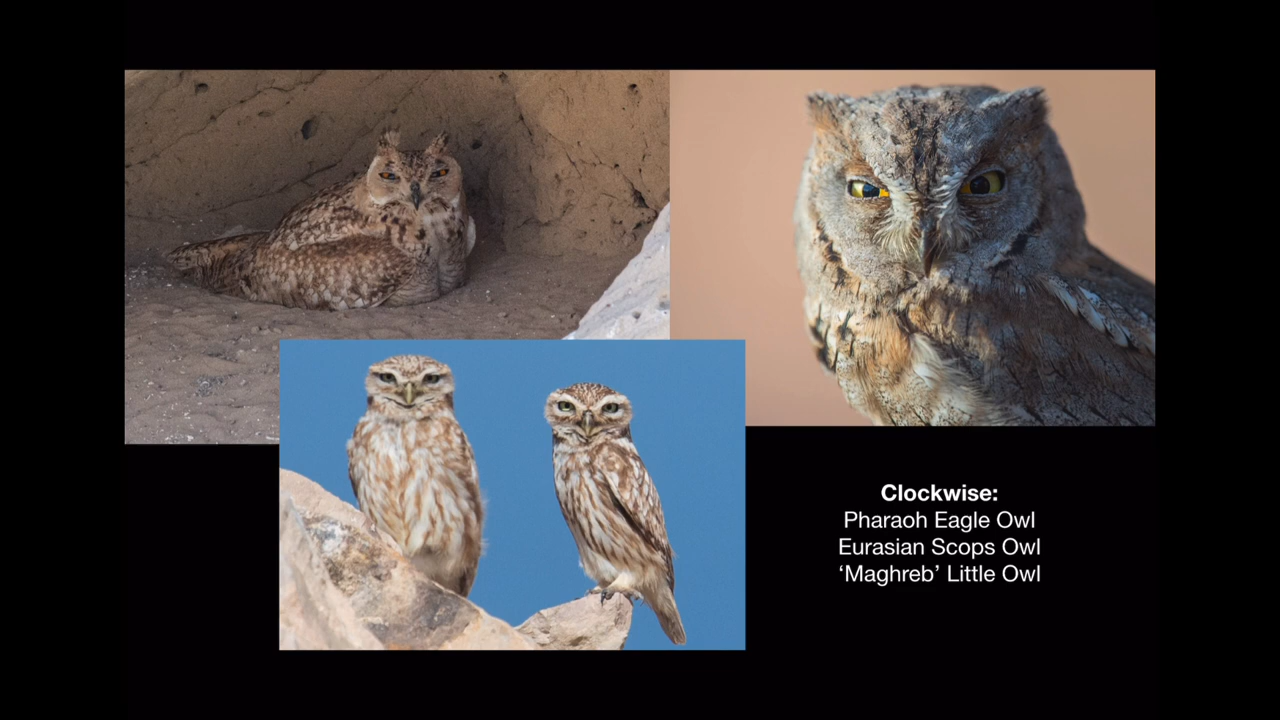 Clockwise:
Pharaoh Eagle Owl
Eurasian Scops Owl
‘Maghreb’ Little Owl